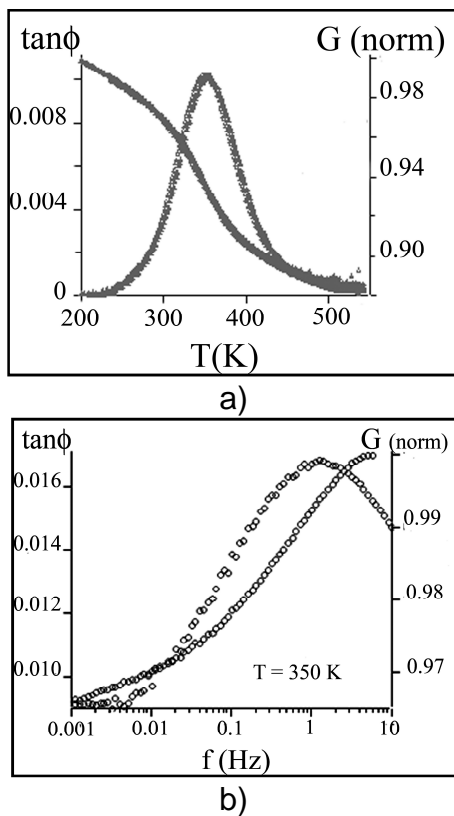 tanϕ G (norm)
0.98
0.008
0.94
0.004
0.90
0
200 300 400 500
T(K)
a)
tanϕ G (norm)
0.016
0.99
0.014
0.98
0.012
0.97
0.010
T = 350 K
0.001 0.01 0.1 1 10
f (Hz)
b)